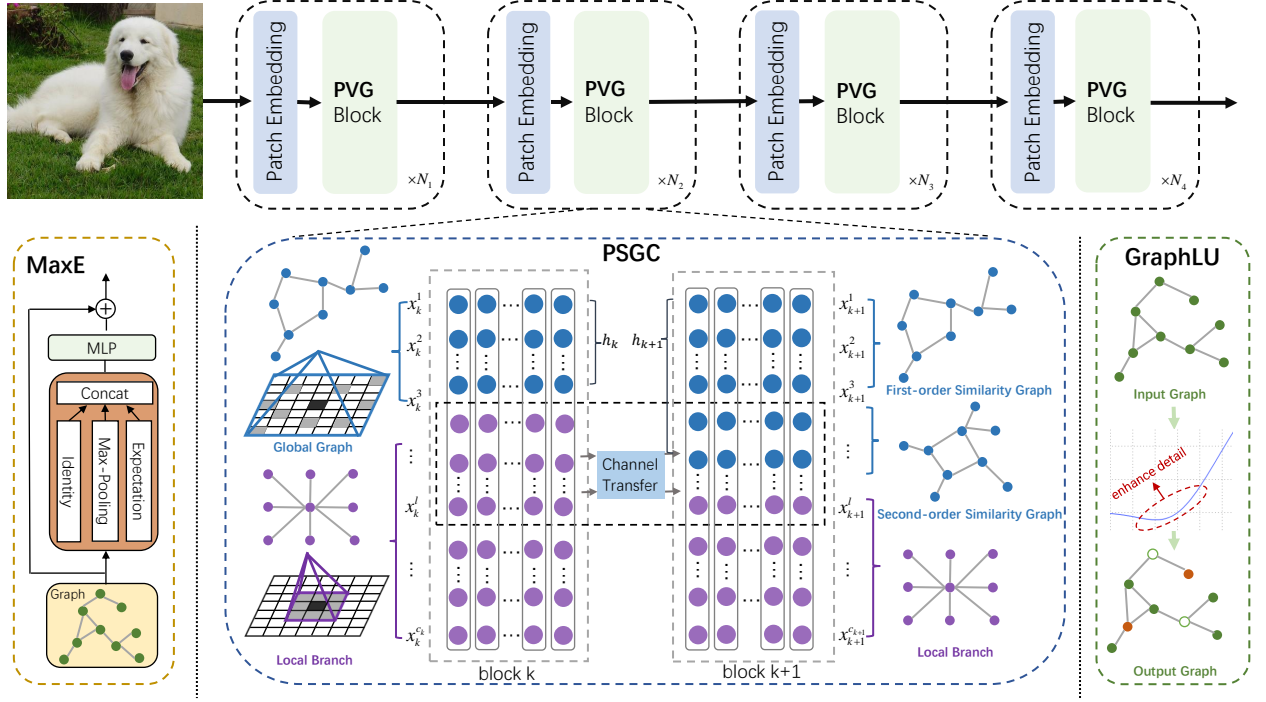 Patch Embedding
PVG
Block
×N₁
Patch Embedding
PVG
Block
×N₂
Patch Embedding
PVG
Block
×N₃
Patch Embedding
PVG
Block
×N₄
MaxE
MLP
Concat
Identity
Max-Pooling
Expectation
Graph
PSGC
Global Graph
Local Branch
x_k^1
x_k^2
x_k^3
⋮
x_k^l
⋮
x_k^{c_k}
h_k
block k
Channel
Transfer
h_{k+1}
block k+1
x_{k+1}^1
x_{k+1}^2
x_{k+1}^3
⋮
x_{k+1}^l
⋮
x_{k+1}^{c_{k+1}}
First-order Similarity Graph
Second-order Similarity Graph
Local Branch
GraphLU
Input Graph
enhance detail
Output Graph